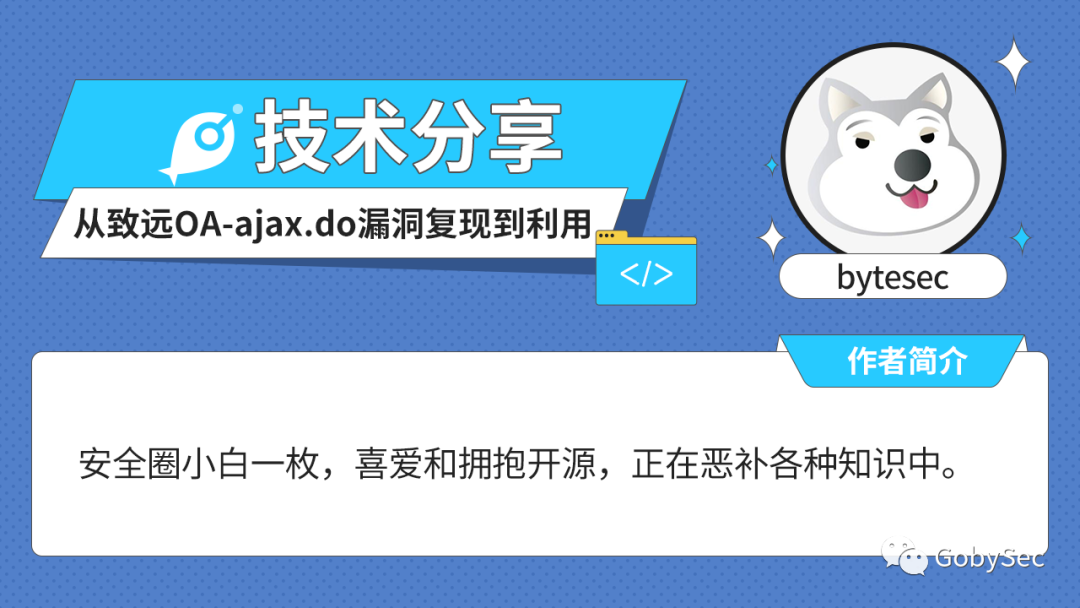 技术分享
从致远OA-ajax.do漏洞复现到利用
</>
bytesec
作者简介
安全圈小白一枚，喜爱和拥抱开源，正在恶补各种知识中。
GobySec